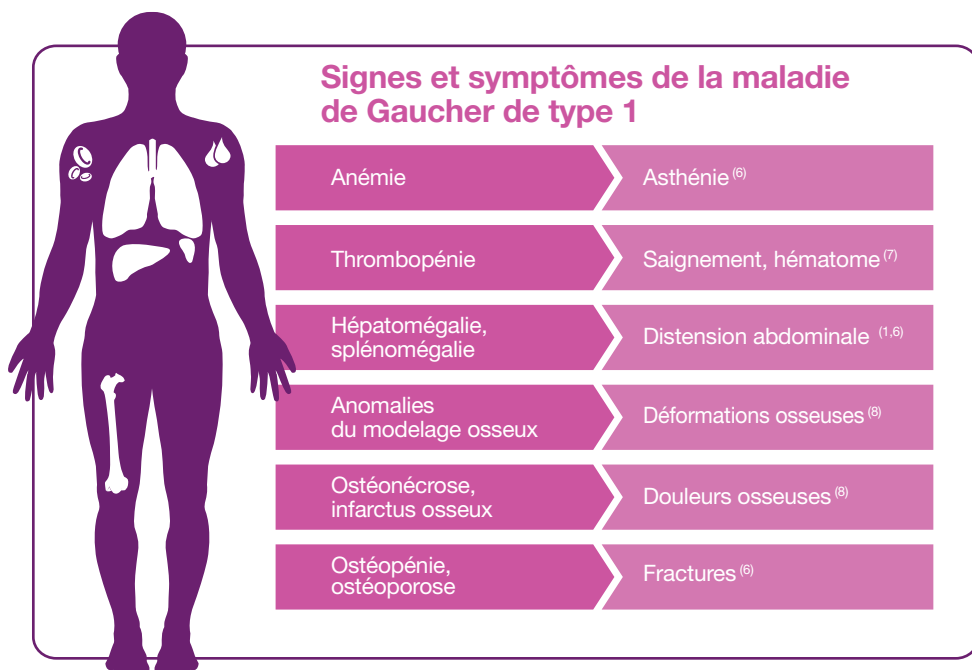 Signes et symptômes de la maladie
de Gaucher de type 1
Anémie
Asthénie (6)
Thrombopénie
Saignement, hématome (7)
Hépatomégalie,
splénomégalie
Distension abdominale (1,6)
Anomalies
du modelage osseux
Déformations osseuses (8)
Ostéonécrose,
infarctus osseux
Douleurs osseuses (8)
Ostéopénie,
ostéoporose
Fractures (6)